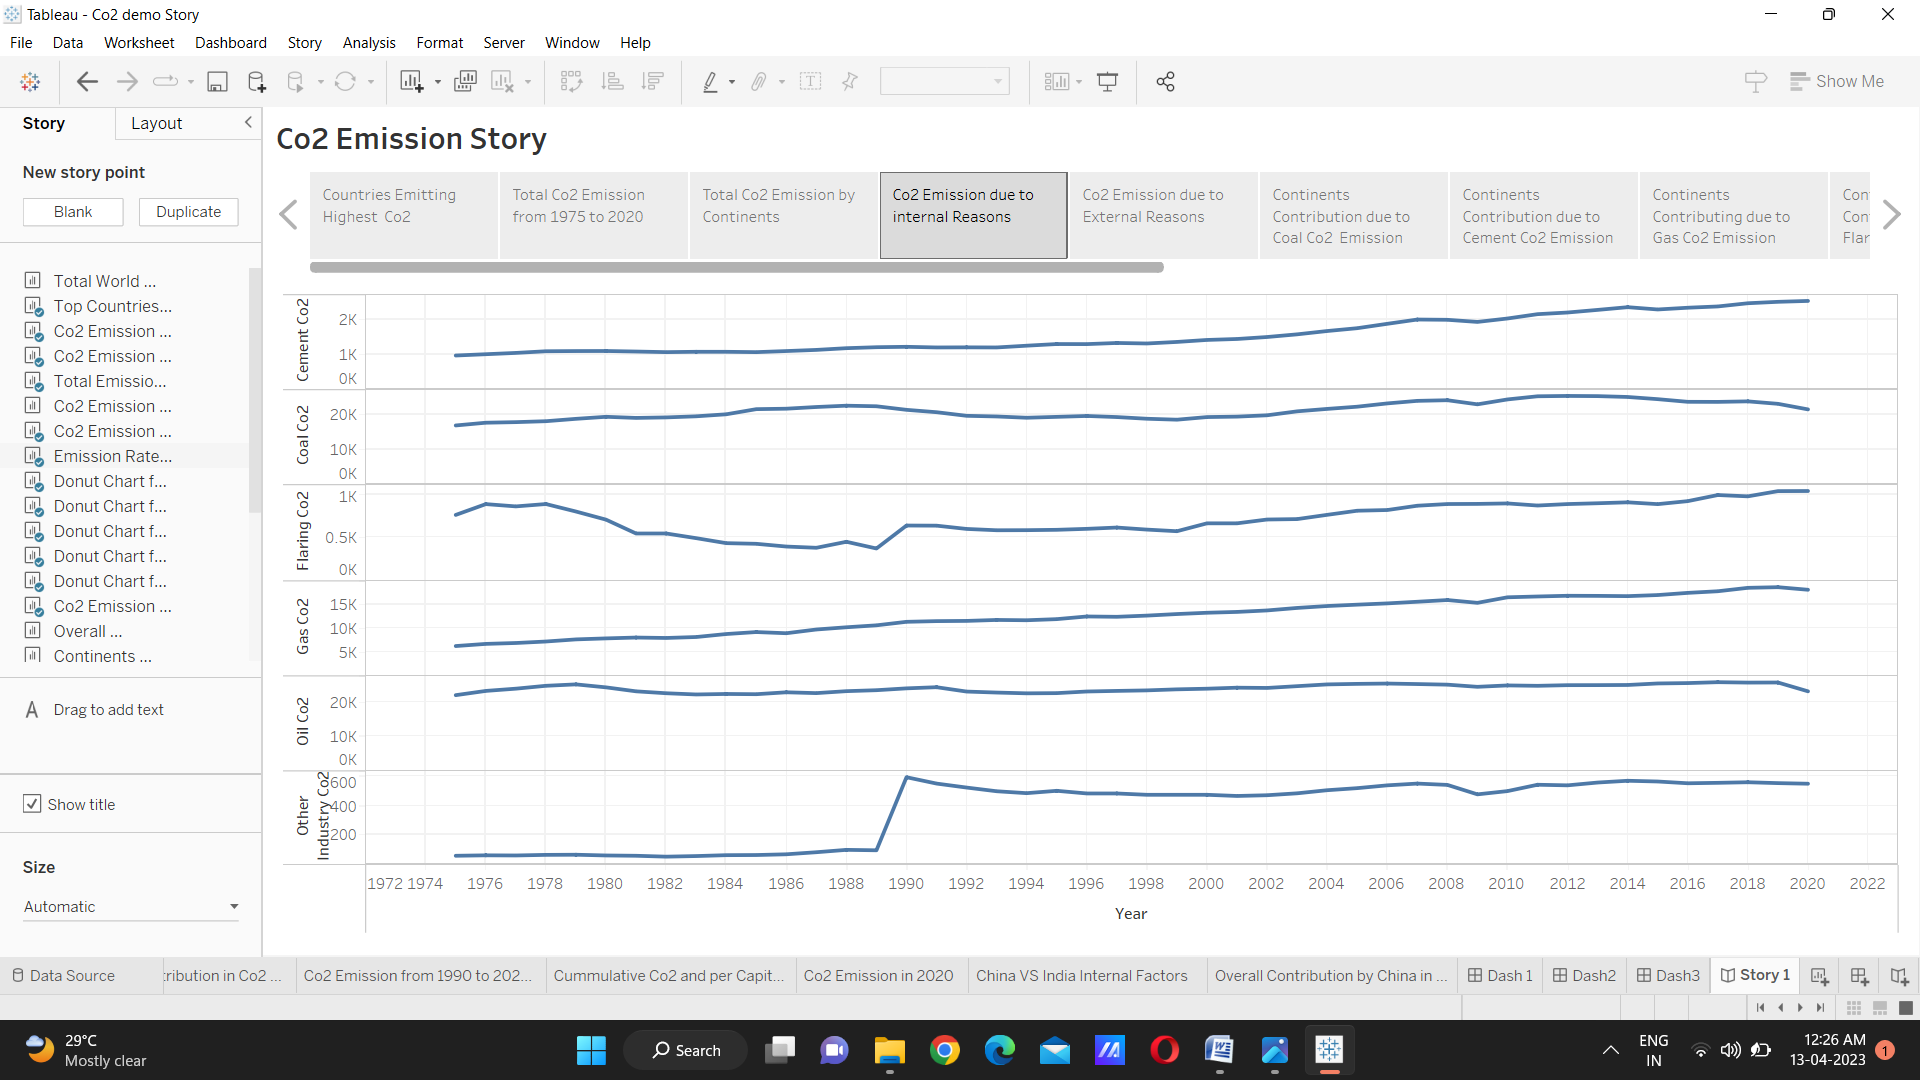 Tableau - Co2 demo Story
File Data Worksheet Dashboard Story Analysis Format Server Window Help
Show Me
Story Layout
New story point
Blank Duplicate
Total World ...
Top Countries...
Co2 Emission ...
Co2 Emission ...
Total Emissio...
Co2 Emission ...
Co2 Emission ...
Emission Rate...
Donut Chart f...
Donut Chart f...
Donut Chart f...
Donut Chart f...
Donut Chart f...
Co2 Emission ...
Overall ...
Continents ...
A Drag to add text
Show title
Size
Automatic
Co2 Emission Story
Countries Emitting
Highest Co2
Total Co2 Emission
from 1975 to 2020
Total Co2 Emission by
Continents
Co2 Emission due to
internal Reasons
Co2 Emission due to
External Reasons
Continents
Contribution due to
Coal Co2 Emission
Continents
Contribution due to
Cement Co2 Emission
Continents
Contributing due to
Gas Co2 Emission
Con
Con
Flar
Cement Co2
2K
1K
0K
Coal Co2
20K
10K
0K
Flaring Co2
1K
0.5K
0K
Gas Co2
15K
10K
5K
Oil Co2
20K
10K
0K
Other
Industry Co2
600
400
200
1972 1974 1976 1978 1980 1982 1984 1986 1988 1990 1992 1994 1996 1998 2000 2002 2004 2006 2008 2010 2012 2014 2016 2018 2020 2022
Year
Data Source tribution in Co2 ... Co2 Emission from 1990 to 202... Cummulative Co2 and per Capit... Co2 Emission in 2020 China VS India Internal Factors Overall Contribution by China in ... Dash 1 Dash2 Dash3 Story 1
29°C
Mostly clear
Search
ENG
IN
12:26 AM
13-04-2023
1